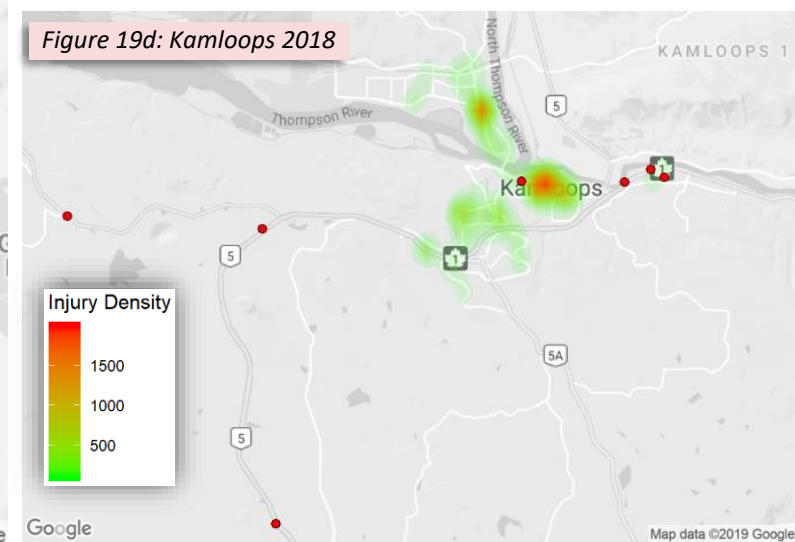 Figure 19d: Kamloops 2018
KAMLOOPS 1
North Thompson River
5
Thompson River
1
Kamloops
5
1
Injury Density
5A
1500
1000
500
5
Google
Map data ©2019 Google